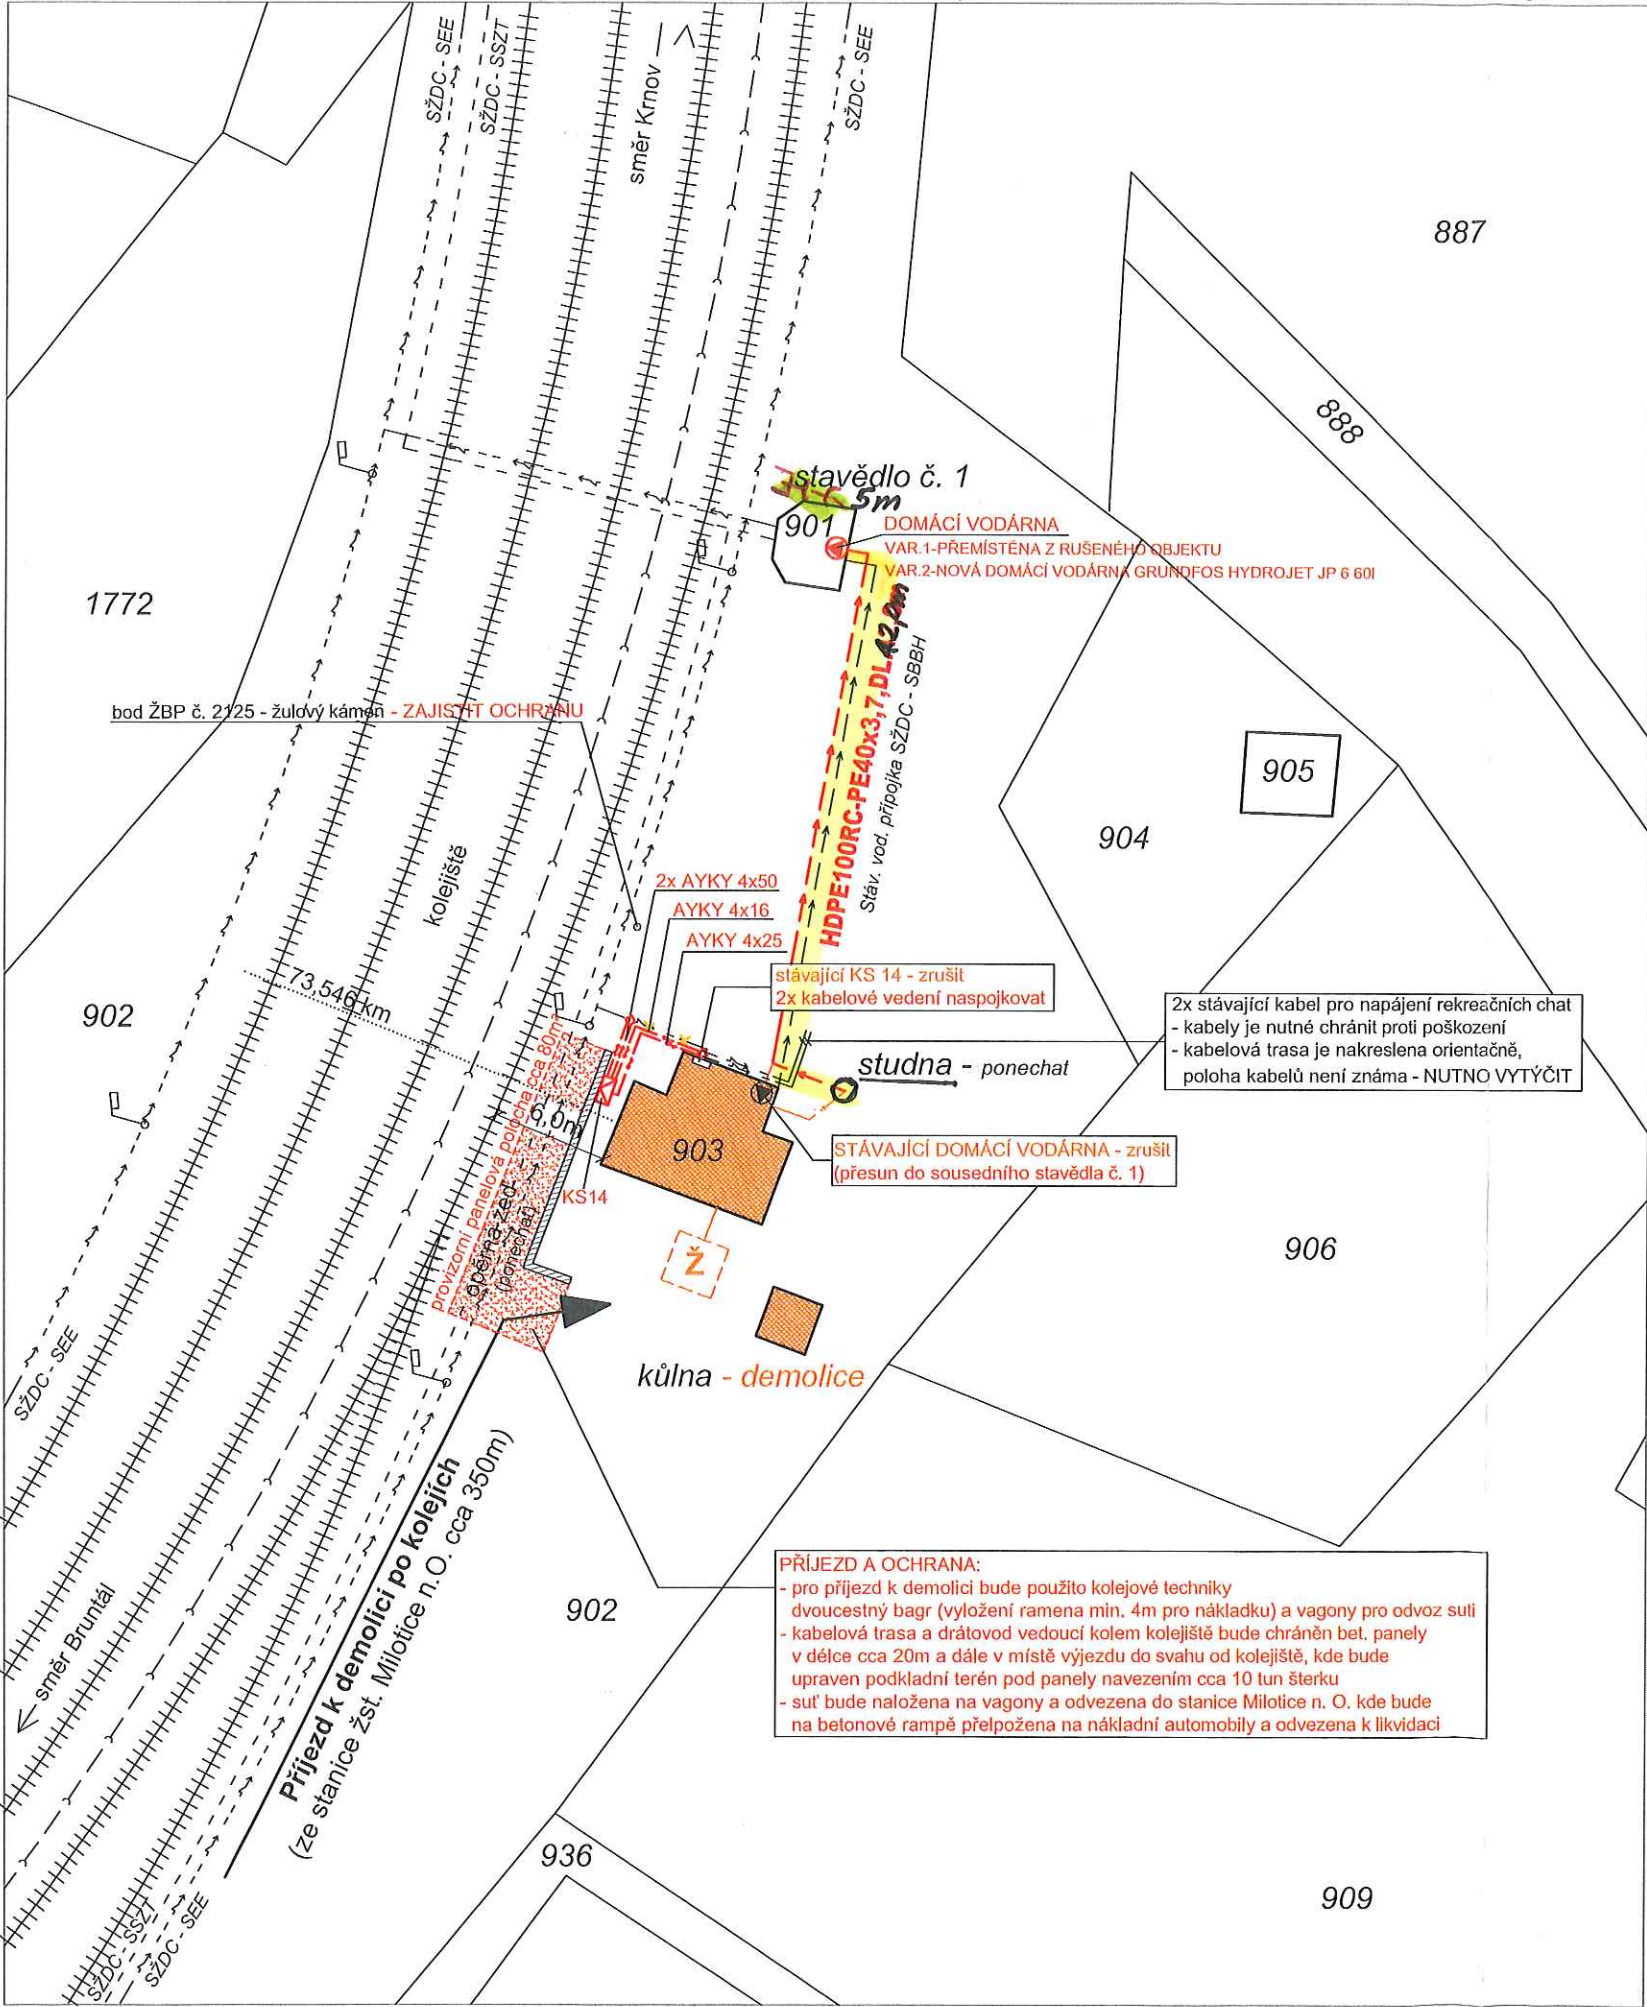 SŽDC - SEE
SŽDC - SSZT
směr Krnov
SŽDC - SEE
887
888
stavědlo č. 1
5m
901
DOMÁCÍ VODÁRNA
VAR.1-PŘEMÍSTĚNA Z RUŠENÉHO OBJEKTU
VAR.2-NOVÁ DOMÁCÍ VODÁRNA GRUNDFOS HYDROJET JP 6 60l
1772
HDPE100RC-PE40x3,7,DL. 42,0m
Stáv. vod. přípojka SŽDC - SBBH
bod ŽBP č. 2125 - žulový kámen - ZAJISTIT OCHRANU
905
904
kolejiště
2x AYKY 4x50
AYKY 4x16
AYKY 4x25
stávající KS 14 - zrušit
2x kabelové vedení naspojkovat
73,546 km
902
2x stávající kabel pro napájení rekreačních chat
- kabely je nutné chránit proti poškození
- kabelová trasa je nakreslena orientačně,
poloha kabelů není známa - NUTNO VYTÝČIT
studna - ponechat
6,0m
903
STÁVAJÍCÍ DOMÁCÍ VODÁRNA - zrušit
(přesun do sousedního stavědla č. 1)
KS14
provizorní panelová polocha cca 80m²
opěrná zeď
(ponechat)
Ž
906
kůlna - demolice
SŽDC - SEE
Příjezd k demolici po kolejích
(ze stanice žst. Milotice n.O. cca 350m)
PŘÍJEZD A OCHRANA:
- pro příjezd k demolici bude použito kolejové techniky
dvoucestný bagr (vyložení ramena min. 4m pro nákladku) a vagony pro odvoz suti
- kabelová trasa a drátovod vedoucí kolem kolejiště bude chráněn bet. panely
v délce cca 20m a dále v místě výjezdu do svahu od kolejiště, kde bude
upraven podkladní terén pod panely navezením cca 10 tun šterku
- suť bude naložena na vagony a odvezena do stanice Milotice n. O. kde bude
na betonové rampě přelpožena na nákladní automobily a odvezena k likvidaci
902
směr Bruntál
936
909
SŽDC - SSZT
SŽDC - SEE